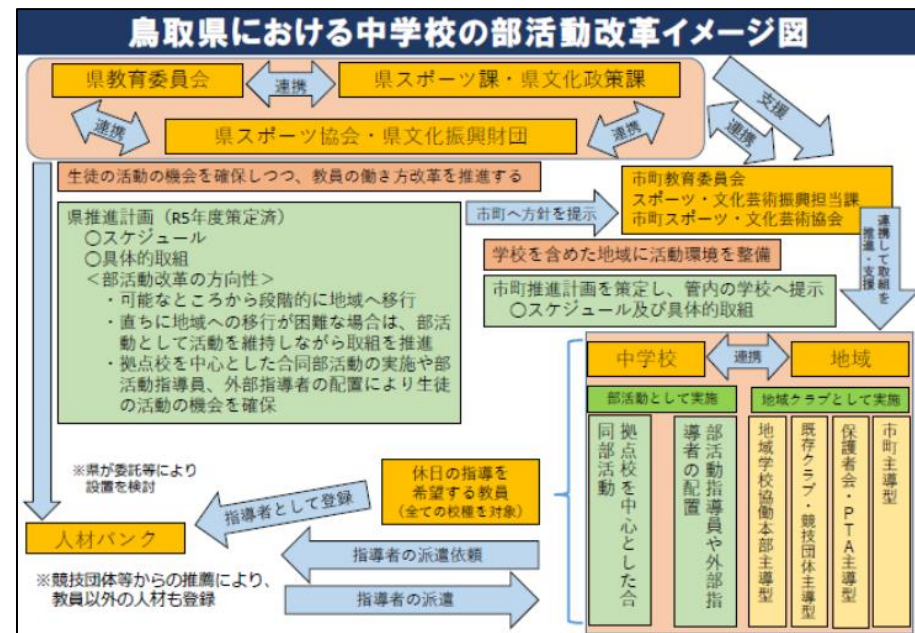 鳥取県における中学校の部活動改革イメージ図
県教育委員会
連携
県スポーツ課・県文化政策課
連携
県スポーツ協会・県文化振興財団
連携
支援
連携
生徒の活動の機会を確保しつつ、教員の働き方改革を推進する
県推進計画（R5年度策定済）
○スケジュール
○具体的取組
＜部活動改革の方向性＞
・可能なところから段階的に地域へ移行
・直ちに地域への移行が困難な場合は、部活
動として活動を維持しながら取組を推進
・拠点校を中心とした合同部活動の実施や部
活動指導員、外部指導者の配置により生徒
の活動の機会を確保
市町へ方針を提示
市町教育委員会
スポーツ・文化芸術振興担当課
市町スポーツ・文化芸術協会
連携して取組を
推進・支援
学校を含めた地域に活動環境を整備
市町推進計画を策定し、管内の学校へ提示
○スケジュール及び具体的取組
中学校
連携
地域
部活動として実施
地域クラブとして実施
拠点校を中心とした合
同部活動
部活動指導員や外部指
導者の配置
地域学校協働本部主導型
既存クラブ・競技団体主導型
保護者会・PTA主導型
市町主導型
※県が委託等により
設置を検討
休日の指導を
希望する教員
（全ての校種を対象）
指導者として登録
人材バンク
指導者の派遣依頼
※競技団体等からの推薦により、
教員以外の人材も登録
指導者の派遣